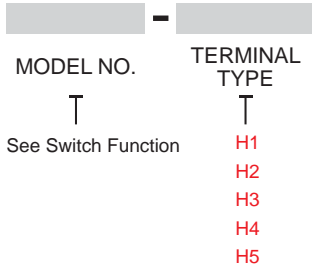 -
MODEL NO.
TERMINAL
TYPE
See Switch Function
H1
H2
H3
H4
H5